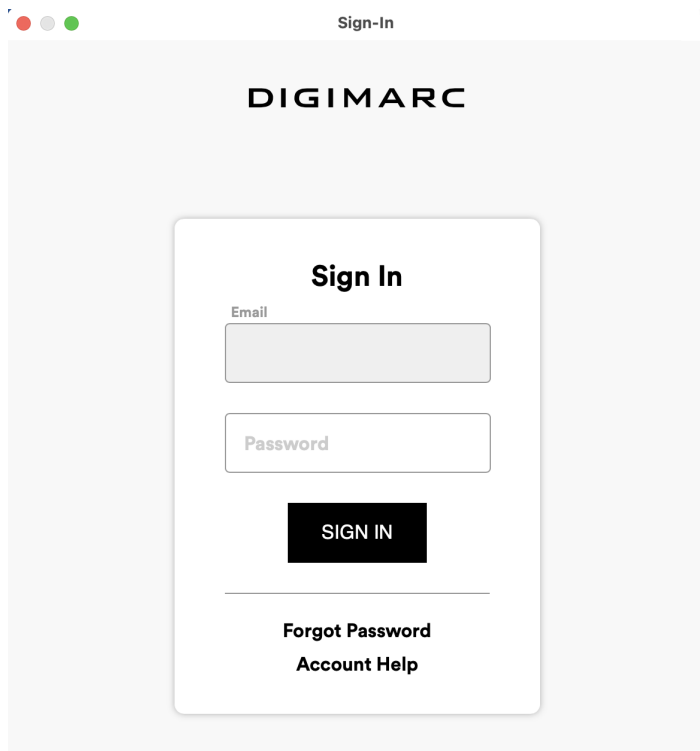 Sign-In
DIGIMARC
Sign In
Email
Password
SIGN IN
Forgot Password
Account Help